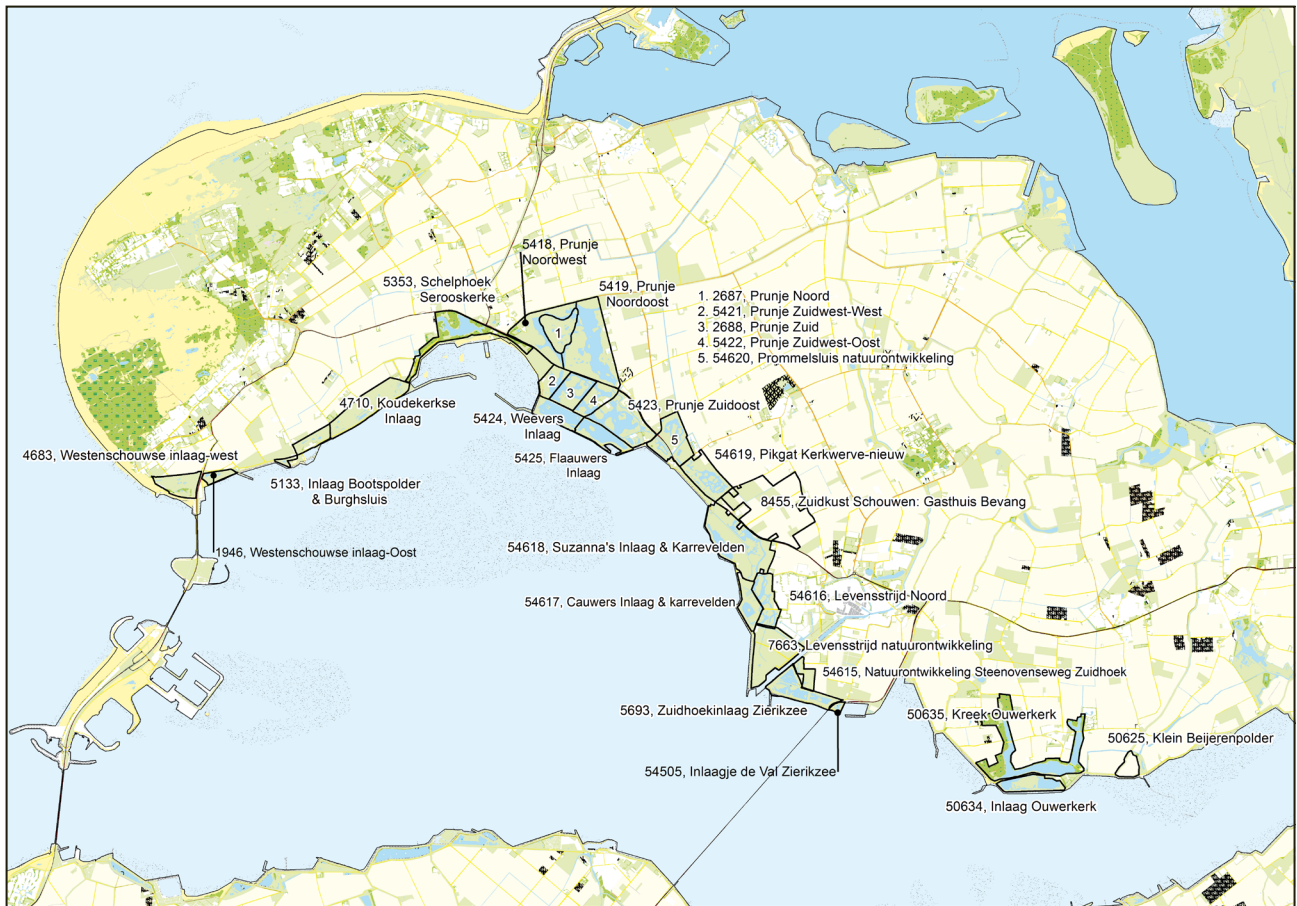 5418, Prunje
Noordwest
5353, Schelphoek
Serooskerke
5419, Prunje
Noordoost
1. 2687, Prunje Noord
2. 5421, Prunje Zuidwest-West
3. 2688, Prunje Zuid
4. 5422, Prunje Zuidwest-Oost
5. 54620, Prommelsluis natuurontwikkeling
1
2
3
4
5
4710, Koudekerkse
Inlaag
5424, Weevers
Inlaag
5423, Prunje Zuidoost
5425, Flaauwers
Inlaag
4683, Westenschouwse inlaag-west
54619, Pikgat Kerkwerve-nieuw
5133, Inlaag Bootspolder
& Burghsluis
8455, Zuidkust Schouwen: Gasthuis Bevang
1946, Westenschouwse inlaag-Oost
54618, Suzanna's Inlaag & Karrevelden
54617, Cauwers Inlaag & karrevelden
54616, Levensstrijd Noord
7663, Levensstrijd natuurontwikkeling
54615, Natuurontwikkeling Steenovenseweg Zuidhoek
5693, Zuidhoekinlaag Zierikzee
50635, Kreek Ouwerkerk
50625, Klein Beijerenpolder
54505, Inlaagje de Val Zierikzee
50634, Inlaag Ouwerkerk